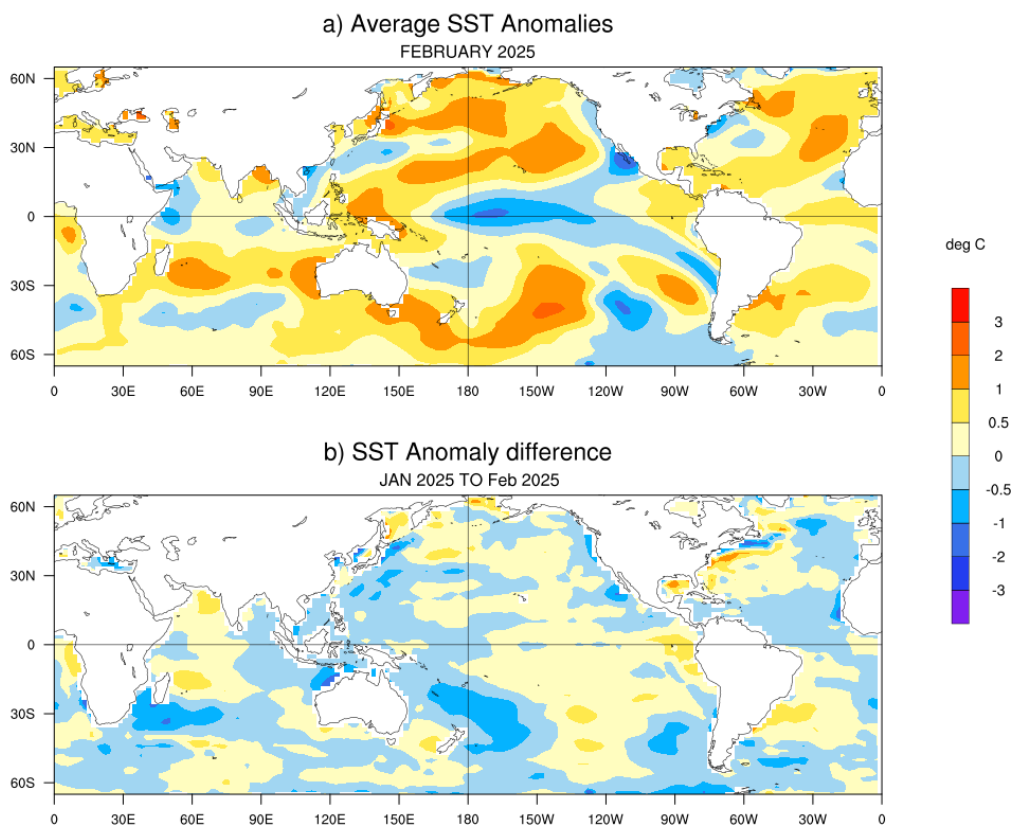 a) Average SST Anomalies
FEBRUARY 2025
60N
30N
0
30S
60S
0 30E 60E 90E 120E 150E 180 150W 120W 90W 60W 30W 0
deg C
3
2
1
0.5
0
-0.5
-1
-2
-3
b) SST Anomaly difference
JAN 2025 TO Feb 2025
60N
30N
0
30S
60S
0 30E 60E 90E 120E 150E 180 150W 120W 90W 60W 30W 0